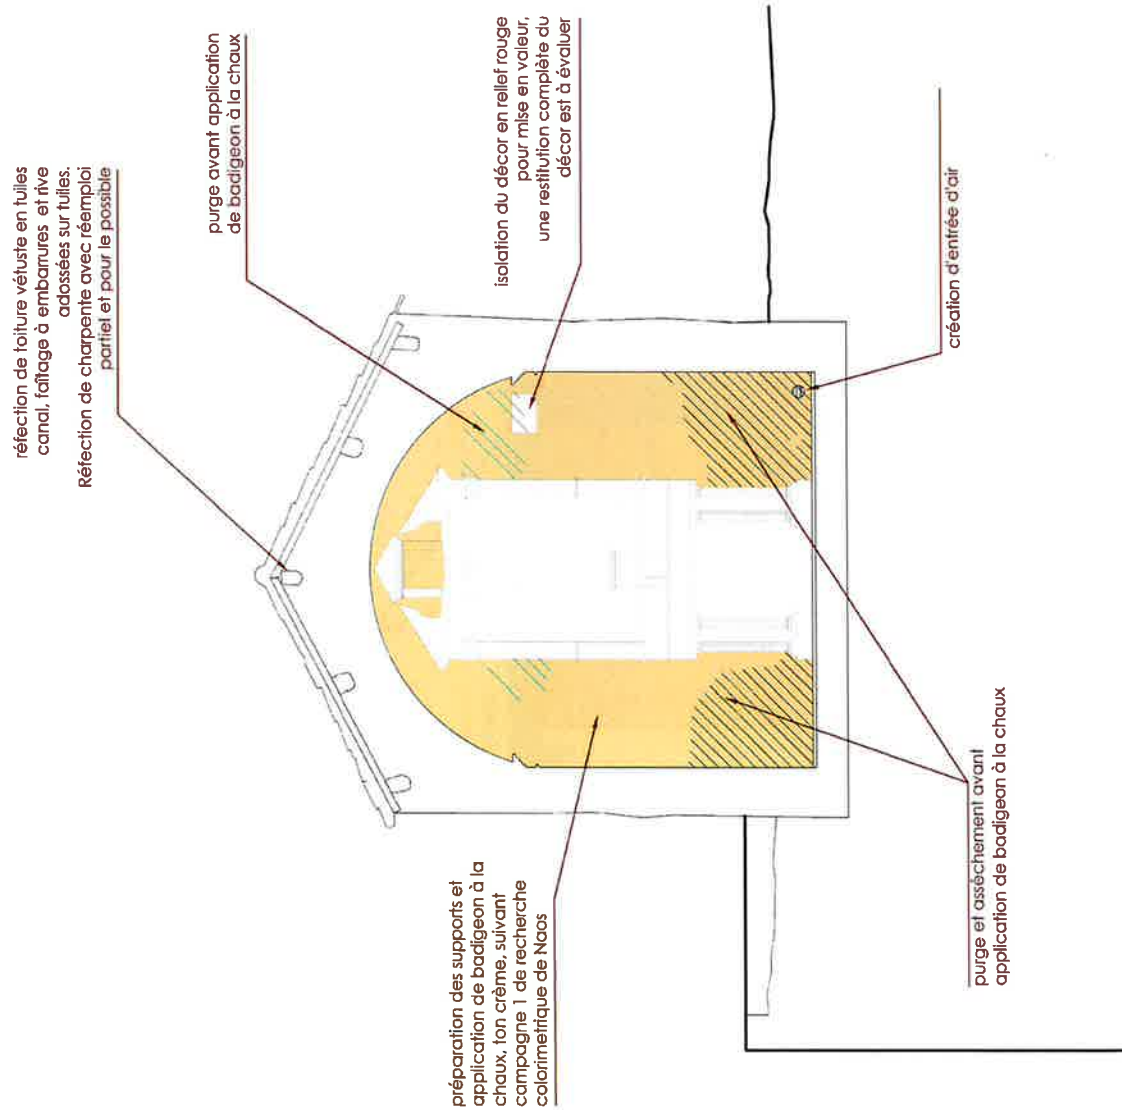 réfection de toiture vétuste en tuiles
canal, faîtage à embarrures et rive
adossées sur tuiles.
Réfection de charpente avec réemploi
partiel et pour le possible
purge avant application
de badigeon à la chaux
isolation du décor en relief rouge
pour mise en valeur,
une restitution complète du
décor est à évaluer
création d'entrée d'air
préparation des supports et
application de badigeon à la
chaux, ton crème, suivant
campagne 1 de recherche
colorimetrique de Naos
purge et assèchement avant
application de badigeon à la chaux